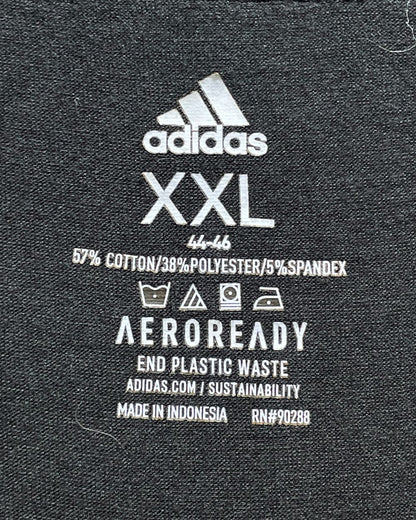 adidas
XXL
44-46
57% COTTON/38%POLYESTER/5%SPANDEX
AEROREADY
END PLASTIC WASTE
ADIDAS.COM / SUSTAINABILITY
MADE IN INDONESIA RN#90288